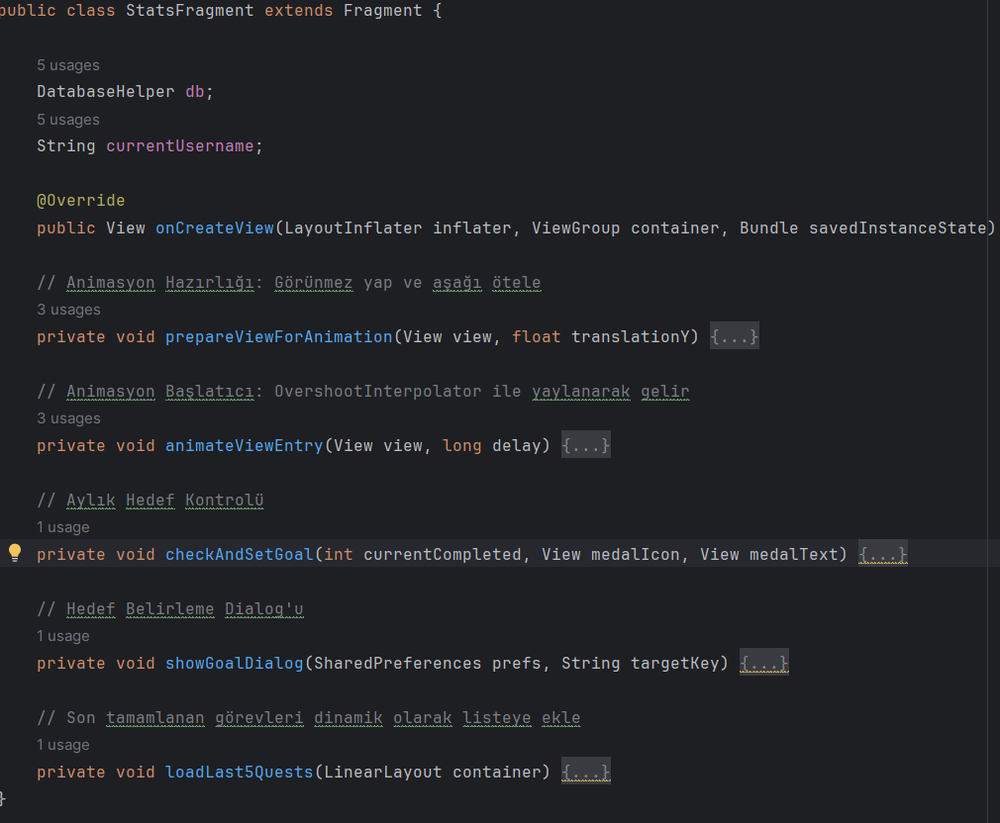 public class StatsFragment extends Fragment {
5 usages
DatabaseHelper db;
5 usages
String currentUsername;
@Override
public View onCreateView(LayoutInflater inflater, ViewGroup container, Bundle savedInstanceState)
// Animasyon Hazırlığı: Görünmez yap ve aşağı ötele
3 usages
private void prepareViewForAnimation(View view, float translationY) {...}
// Animasyon Başlatıcı: OvershootInterpolator ile yaylanarak gelir
3 usages
private void animateViewEntry(View view, long delay) {...}
// Aylık Hedef Kontrolü
1 usage
private void checkAndSetGoal(int currentCompleted, View medalIcon, View medalText) {...}
// Hedef Belirleme Dialog'u
1 usage
private void showGoalDialog(SharedPreferences prefs, String targetKey) {...}
// Son tamamlanan görevleri dinamik olarak listeye ekle
1 usage
private void loadLast5Quests(LinearLayout container) {...}
}